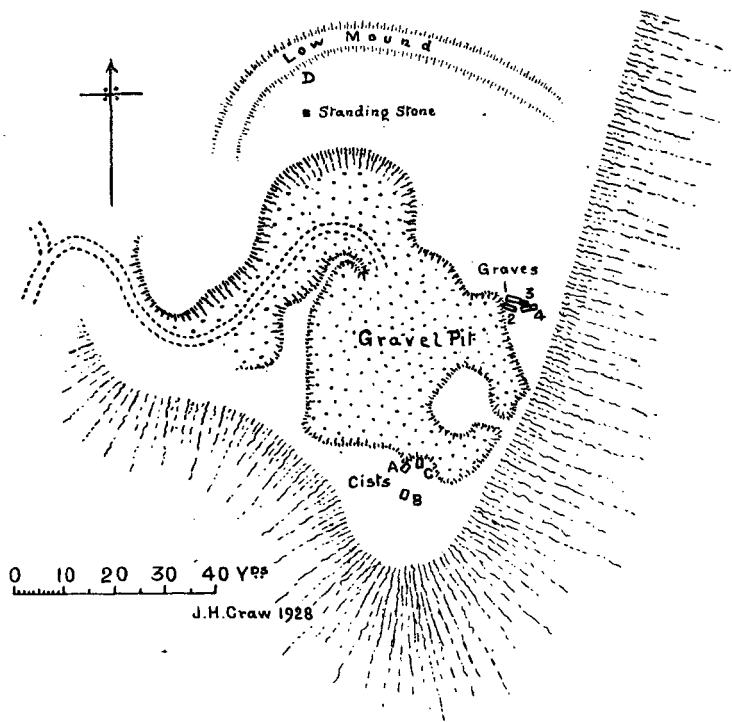 Low Mound
D
Standing Stone
Graves
3
2
4
Gravel Pit
A
C
Cists
B
0 10 20 30 40 Yds
J.H.Craw 1928